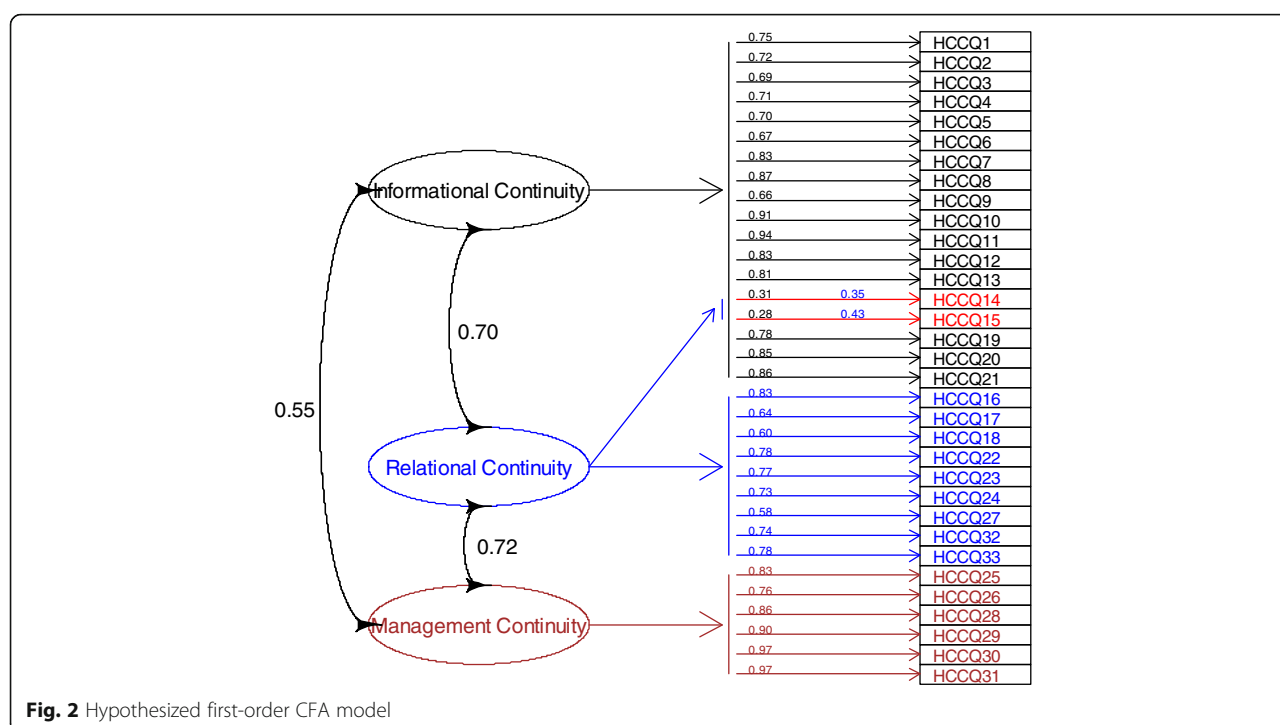 0.75 HCCQ1
0.72 HCCQ2
0.69 HCCQ3
0.71 HCCQ4
0.70 HCCQ5
0.67 HCCQ6
0.83 HCCQ7
0.87 HCCQ8
0.66 HCCQ9
0.91 HCCQ10
0.94 HCCQ11
0.83 HCCQ12
0.81 HCCQ13
0.31 0.35 HCCQ14
0.28 0.43 HCCQ15
0.78 HCCQ19
0.85 HCCQ20
0.86 HCCQ21
0.83 HCCQ16
0.64 HCCQ17
0.60 HCCQ18
0.78 HCCQ22
0.77 HCCQ23
0.73 HCCQ24
0.58 HCCQ27
0.74 HCCQ32
0.78 HCCQ33
0.83 HCCQ25
0.76 HCCQ26
0.86 HCCQ28
0.90 HCCQ29
0.97 HCCQ30
0.97 HCCQ31
Informational Continuity
0.70
0.55
Relational Continuity
0.72
Management Continuity
Fig. 2 Hypothesized first-order CFA model